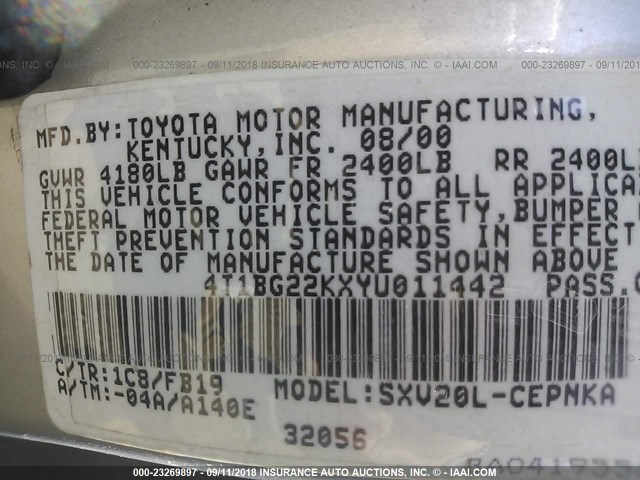 000-23269897 - 09/11/2018 INSURANCE AUTO AUCTIONS, INC. © - IAAI.COM
MFD.BY:TOYOTA MOTOR MANUFACTURING,
KENTUCKY,INC. 08/00
GVWR 4180LB GAWR FR 2400LB RR 2400L
THIS VEHICLE CONFORMS TO ALL APPLICA
FEDERAL MOTOR VEHICLE SAFETY,BUMPER
THEFT PREVENTION STANDARDS IN EFFECT
THE DATE OF MANUFACTURE SHOWN ABOVE
4T1BG22KXYU011442 PASS.
C/TR:1C8/FB19
A/TM:-04A/A140E
MODEL:SXV20L-CEPNKA
32056
000-23269897 - 09/11/2018 INSURANCE AUTO AUCTIONS, INC. © - IAAI.COM